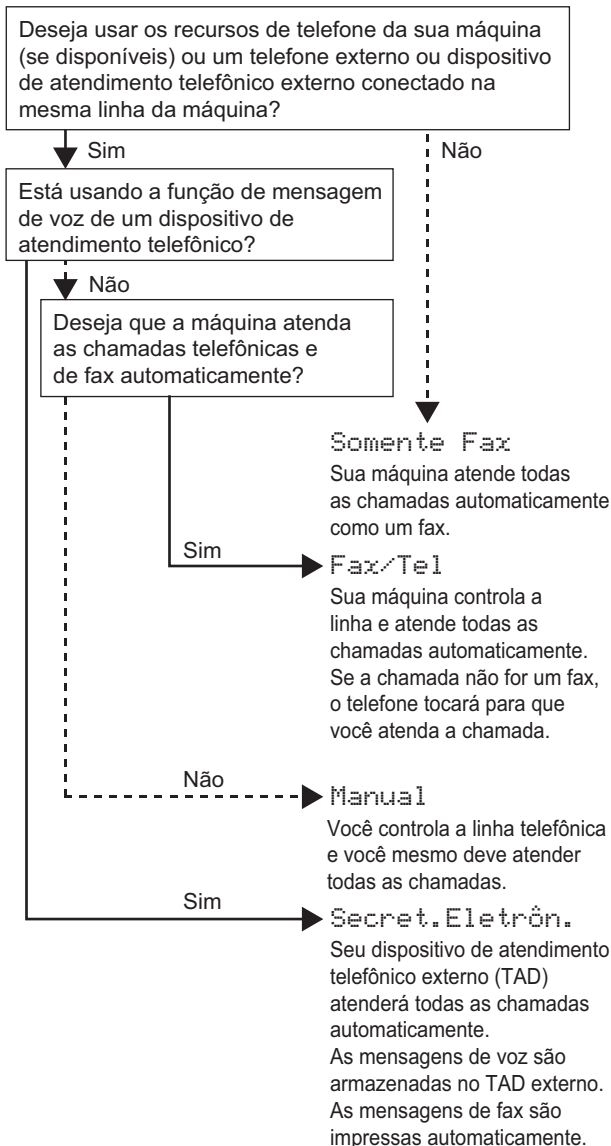 Deseja usar os recursos de telefone da sua máquina
(se disponíveis) ou um telefone externo ou dispositivo
de atendimento telefônico externo conectado na
mesma linha da máquina?
Sim
Não
Está usando a função de mensagem
de voz de um dispositivo de
atendimento telefônico?
Não
Deseja que a máquina atenda
as chamadas telefônicas e
de fax automaticamente?
Somente Fax
Sua máquina atende todas
as chamadas automaticamente
como um fax.
Sim
Fax/Tel
Sua máquina controla a
linha e atende todas as
chamadas automaticamente.
Se a chamada não for um fax,
o telefone tocará para que
você atenda a chamada.
Não
Manual
Você controla a linha telefônica
e você mesmo deve atender
todas as chamadas.
Sim
Secret.Eletrôn.
Seu dispositivo de atendimento
telefônico externo (TAD)
atenderá todas as chamadas
automaticamente.
As mensagens de voz são
armazenadas no TAD externo.
As mensagens de fax são
impressas automaticamente.